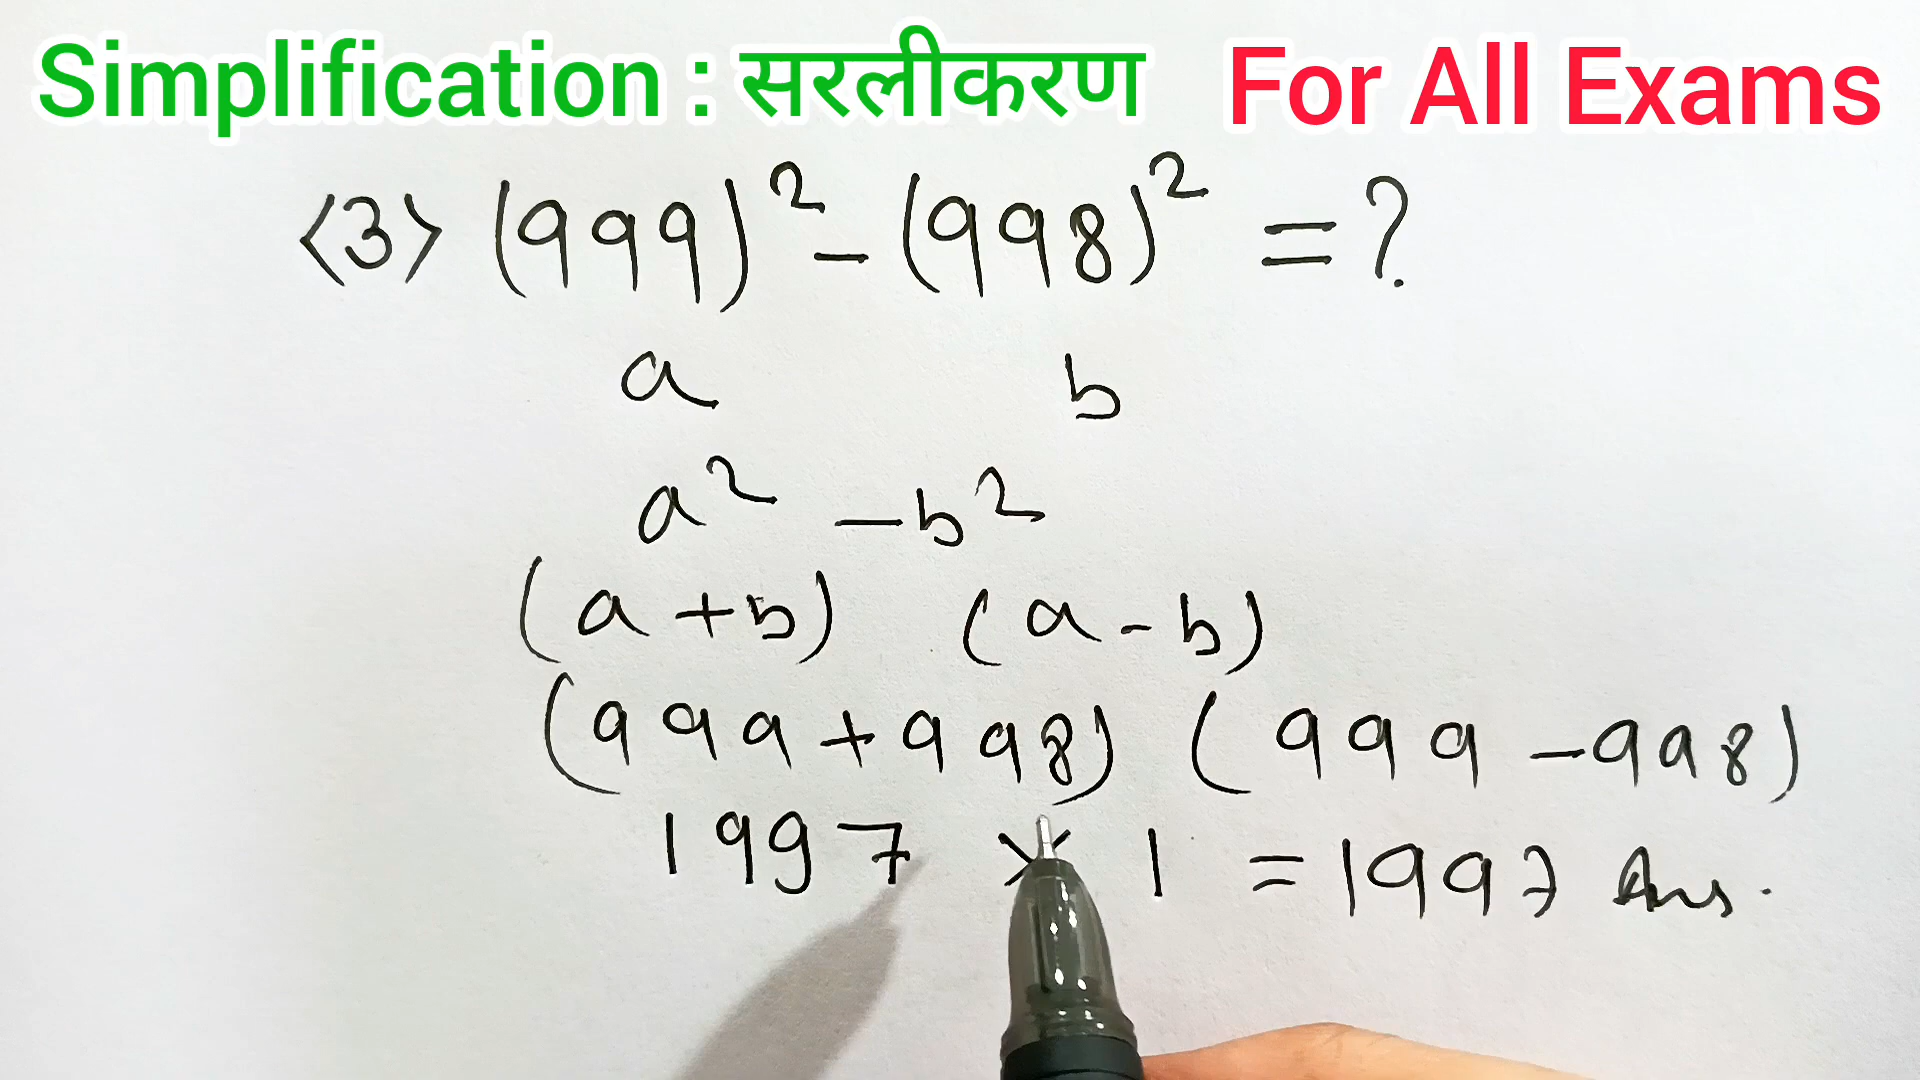 Simplification : सरलीकरण For All Exams
<3> (999)² - (998)² = ?
a b
a² - b²
(a + b) (a - b)
(999 + 998) (999 - 998)
1997 × 1 = 1997 Ans.